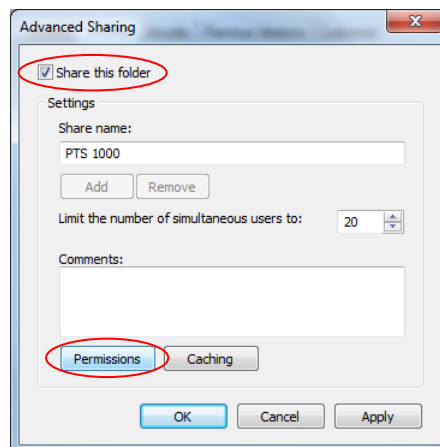 Advanced Sharing
Share this folder
Settings
Share name:
PTS 1000
Add Remove
Limit the number of simultaneous users to: 20
Comments:
Permissions Caching
OK Cancel Apply